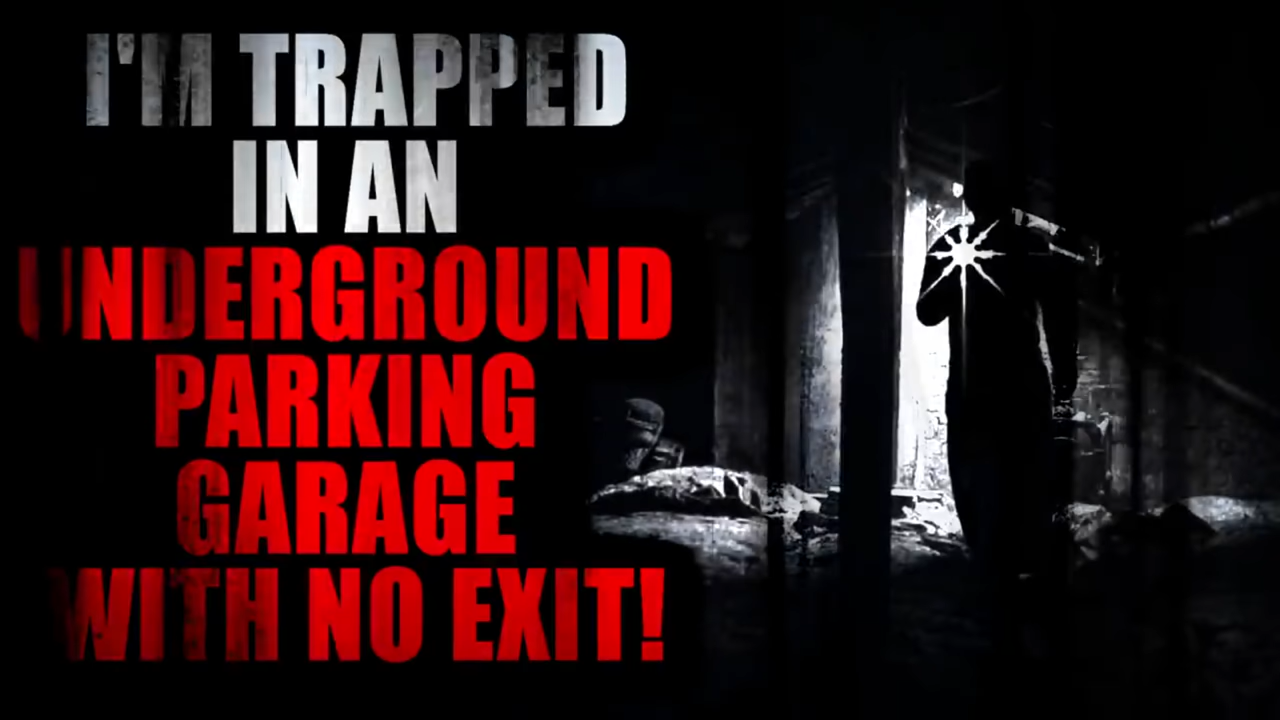 I'M TRAPPED
IN AN
UNDERGROUND
PARKING
GARAGE
WITH NO EXIT!